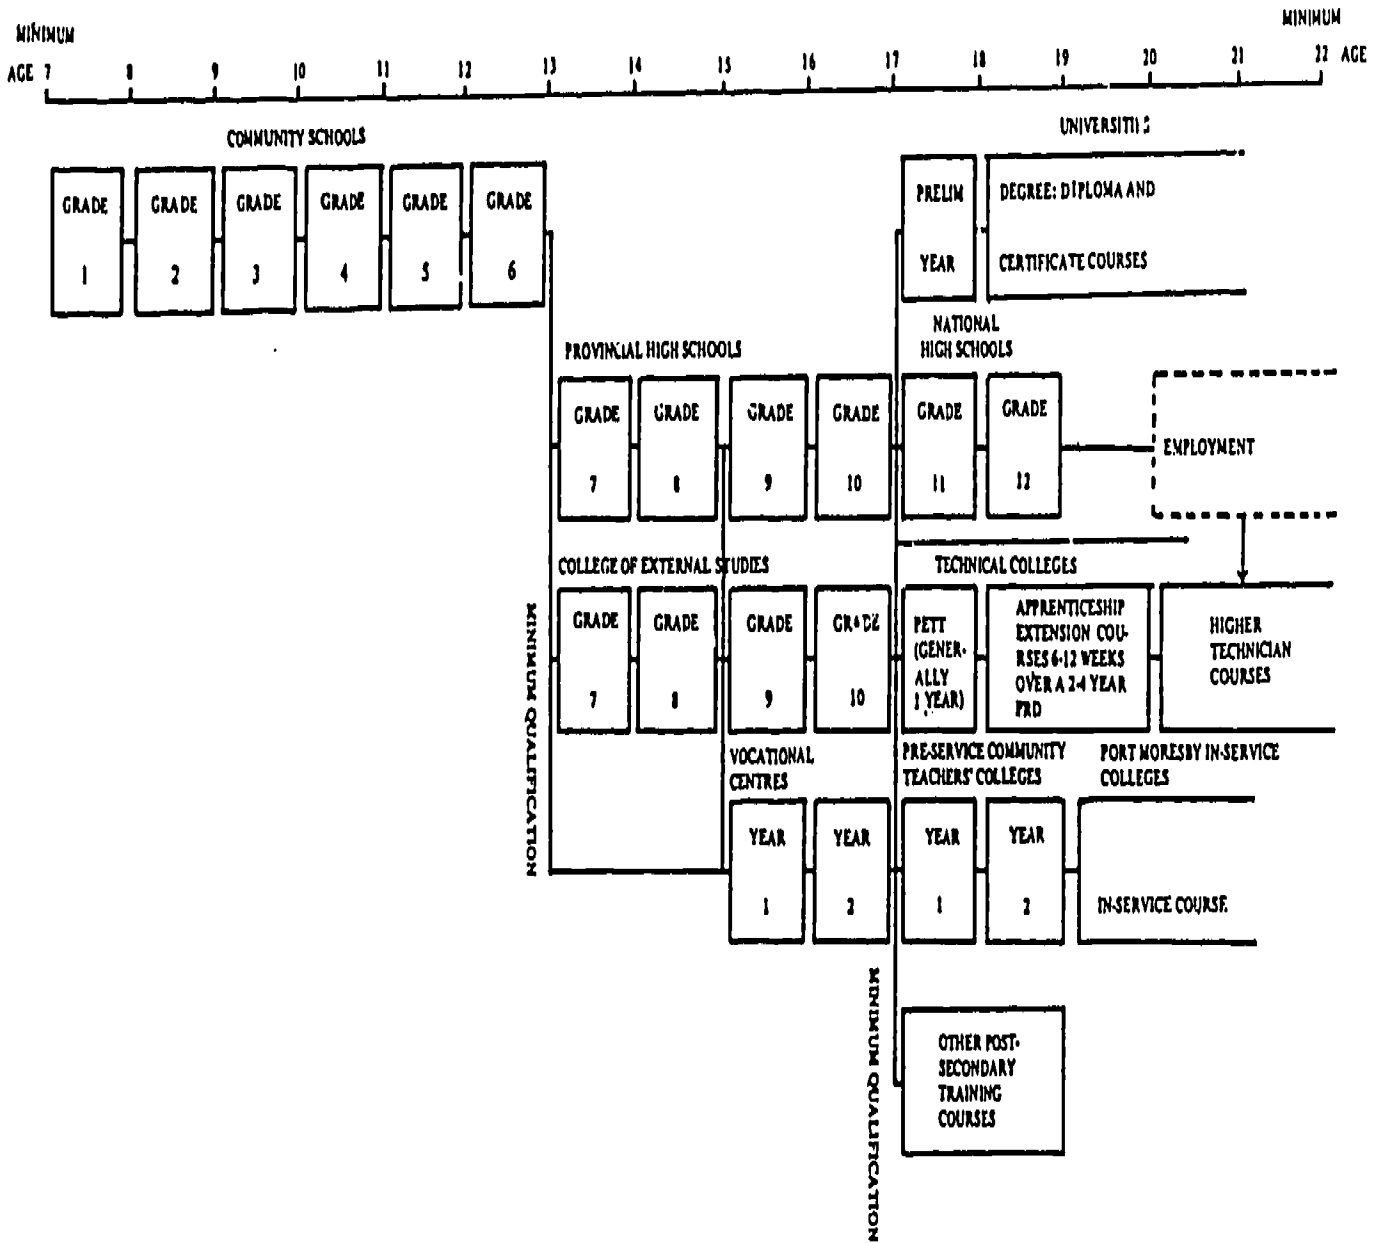 MINIMUM
MINIMUM
AGE 7 8 9 10 11 12 13 14 15 16 17 18 19 20 21 22 AGE
COMMUNITY SCHOOLS
UNIVERSITIES
GRADE GRADE GRADE GRADE GRADE GRADE
1 2 3 4 5 6
PRELIM
YEAR
DEGREE: DIPLOMA AND
CERTIFICATE COURSES
PROVINCIAL HIGH SCHOOLS
NATIONAL
HIGH SCHOOLS
GRADE GRADE GRADE GRADE GRADE GRADE
7 8 9 10 11 12
EMPLOYMENT
COLLEGE OF EXTERNAL STUDIES
TECHNICAL COLLEGES
GRADE GRADE GRADE GRADE
7 8 9 10
PETT
(GENER-
ALLY
1 YEAR)
APPRENTICESHIP
EXTENSION COU-
RSES 6-12 WEEKS
OVER A 2-4 YEAR
PRD
HIGHER
TECHNICIAN
COURSES
MINIMUM QUALIFICATION
VOCATIONAL
CENTRES
PRE-SERVICE COMMUNITY
TEACHERS' COLLEGES
PORT MORESBY IN-SERVICE
COLLEGES
YEAR YEAR YEAR YEAR
1 2 1 2
IN-SERVICE COURSE.
MINIMUM QUALIFICATION
OTHER POST-
SECONDARY
TRAINING
COURSES